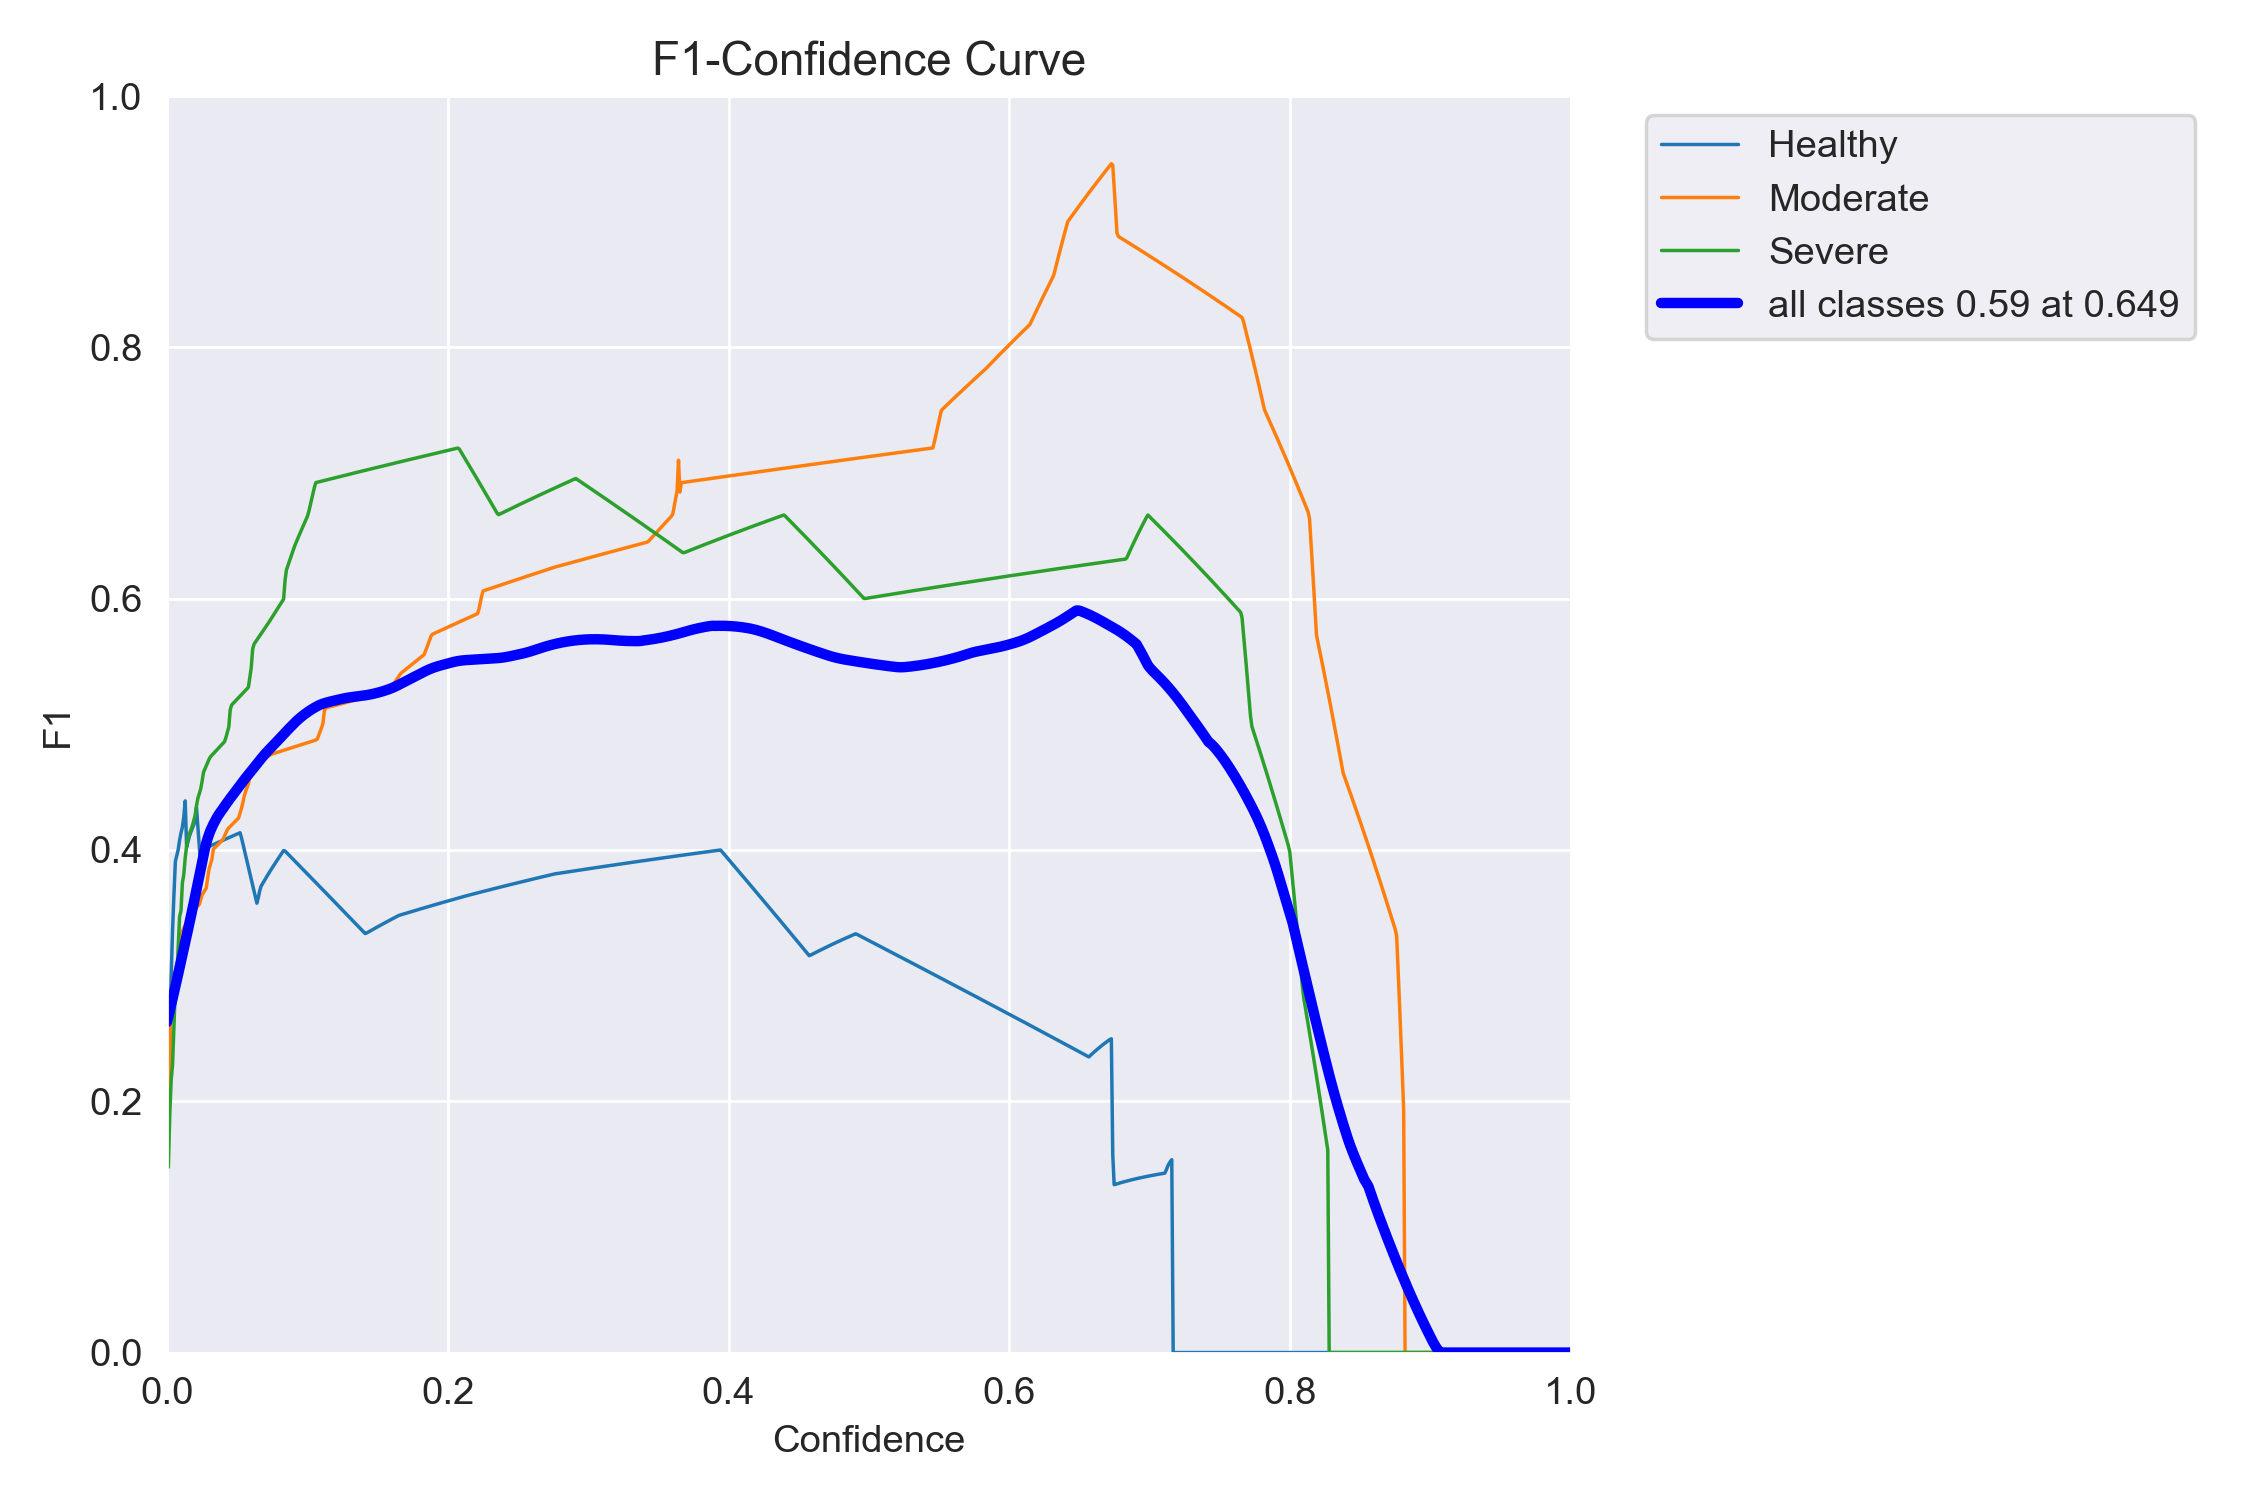 F1-Confidence Curve
1.0
0.8
0.6
0.4
0.2
0.0
F1
0.0 0.2 0.4 0.6 0.8 1.0
Confidence
Healthy
Moderate
Severe
all classes 0.59 at 0.649